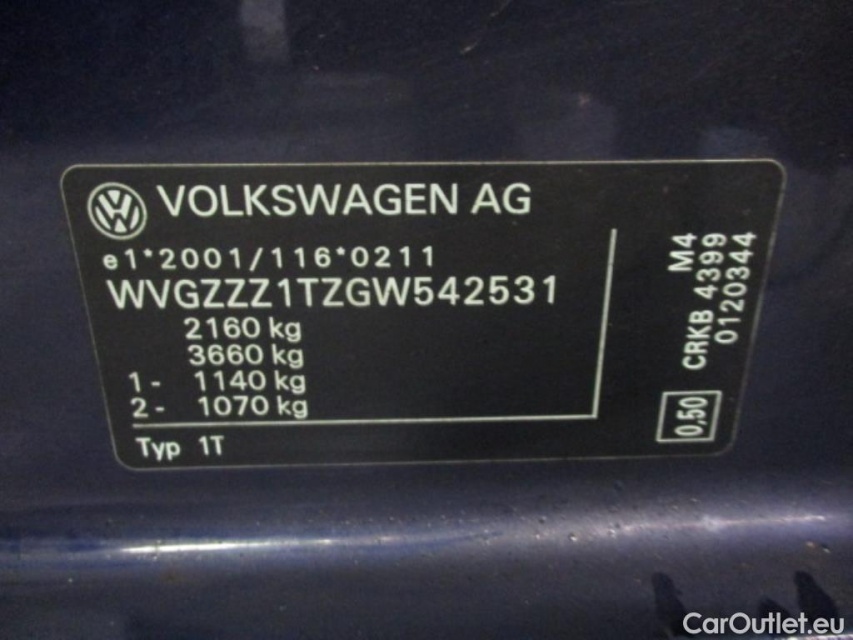 VOLKSWAGEN AG
e1*2001/116*0211
WVGZZZ1TZGW542531
2160 kg
3660 kg
1- 1140 kg
2- 1070 kg
Typ 1T
M4
CRKB 4399
0120344
0,50
CarOutlet.eu